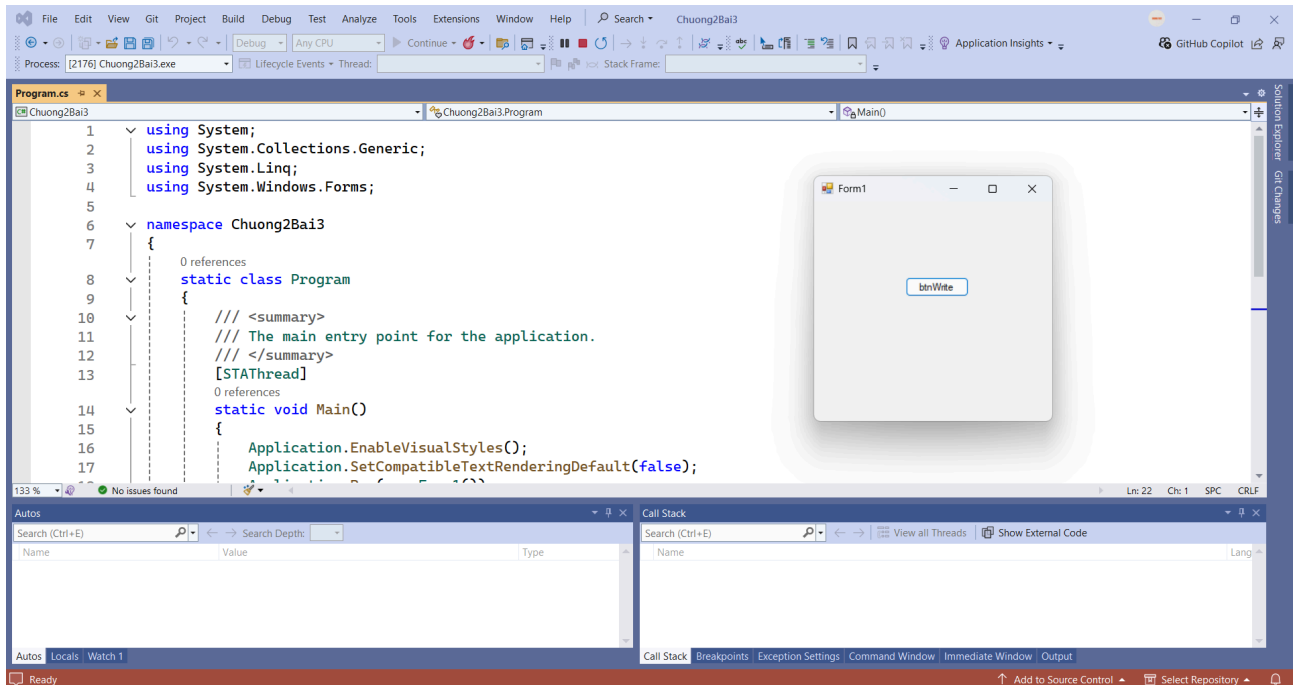 File Edit View Git Project Build Debug Test Analyze Tools Extensions Window Help Search Chuong2Bai3
Debug Any CPU Continue Application Insights GitHub Copilot
Process: [2176] Chuong2Bai3.exe Lifecycle Events Thread: Stack Frame:
Program.cs
Chuong2Bai3 Chuong2Bai3.Program Main()
1 using System;
2 using System.Collections.Generic;
3 using System.Linq;
4 using System.Windows.Forms;
5
6 namespace Chuong2Bai3
7 {
0 references
8 static class Program
9 {
10 /// <summary>
11 /// The main entry point for the application.
12 /// </summary>
13 [STAThread]
0 references
14 static void Main()
15 {
16 Application.EnableVisualStyles();
17 Application.SetCompatibleTextRenderingDefault(false);
Form1
btnWrite
Solution Explorer
Git Changes
133 % No issues found Ln: 22 Ch: 1 SPC CRLF
Autos
Search (Ctrl+E) Search Depth:
Name Value Type
Autos Locals Watch 1
Call Stack
Search (Ctrl+E) View all Threads Show External Code
Name Lang
Call Stack Breakpoints Exception Settings Command Window Immediate Window Output
Ready Add to Source Control Select Repository